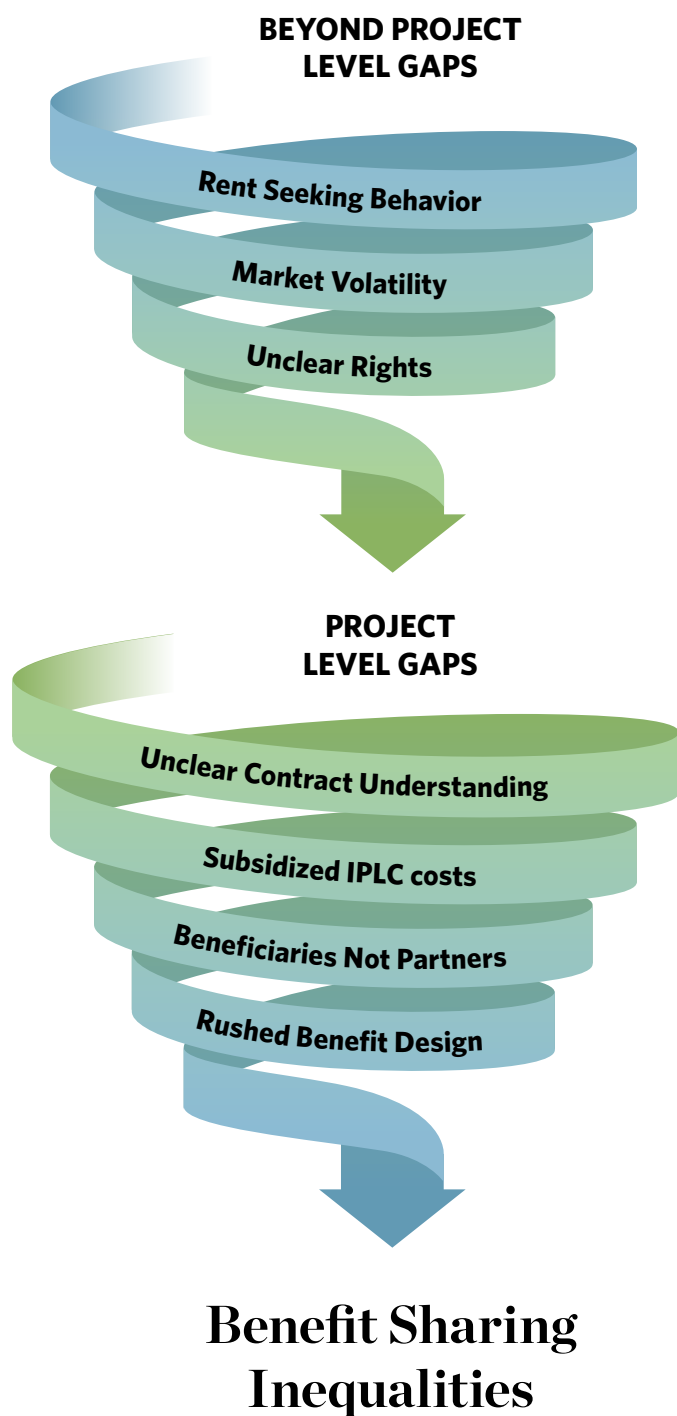 BEYOND PROJECT
LEVEL GAPS
Rent Seeking Behavior
Market Volatility
Unclear Rights
PROJECT
LEVEL GAPS
Unclear Contract Understanding
Subsidized IPLC costs
Beneficiaries Not Partners
Rushed Benefit Design
Benefit Sharing
Inequalities